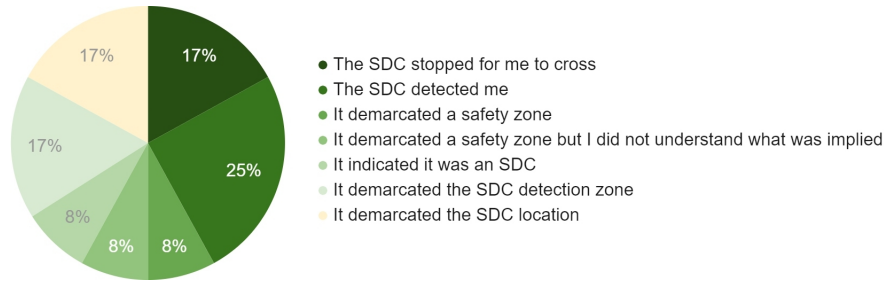 17%
17%
25%
17%
8%
8%
8%
The SDC stopped for me to cross
The SDC detected me
It demarcated a safety zone
It demarcated a safety zone but I did not understand what was implied
It indicated it was an SDC
It demarcated the SDC detection zone
It demarcated the SDC location